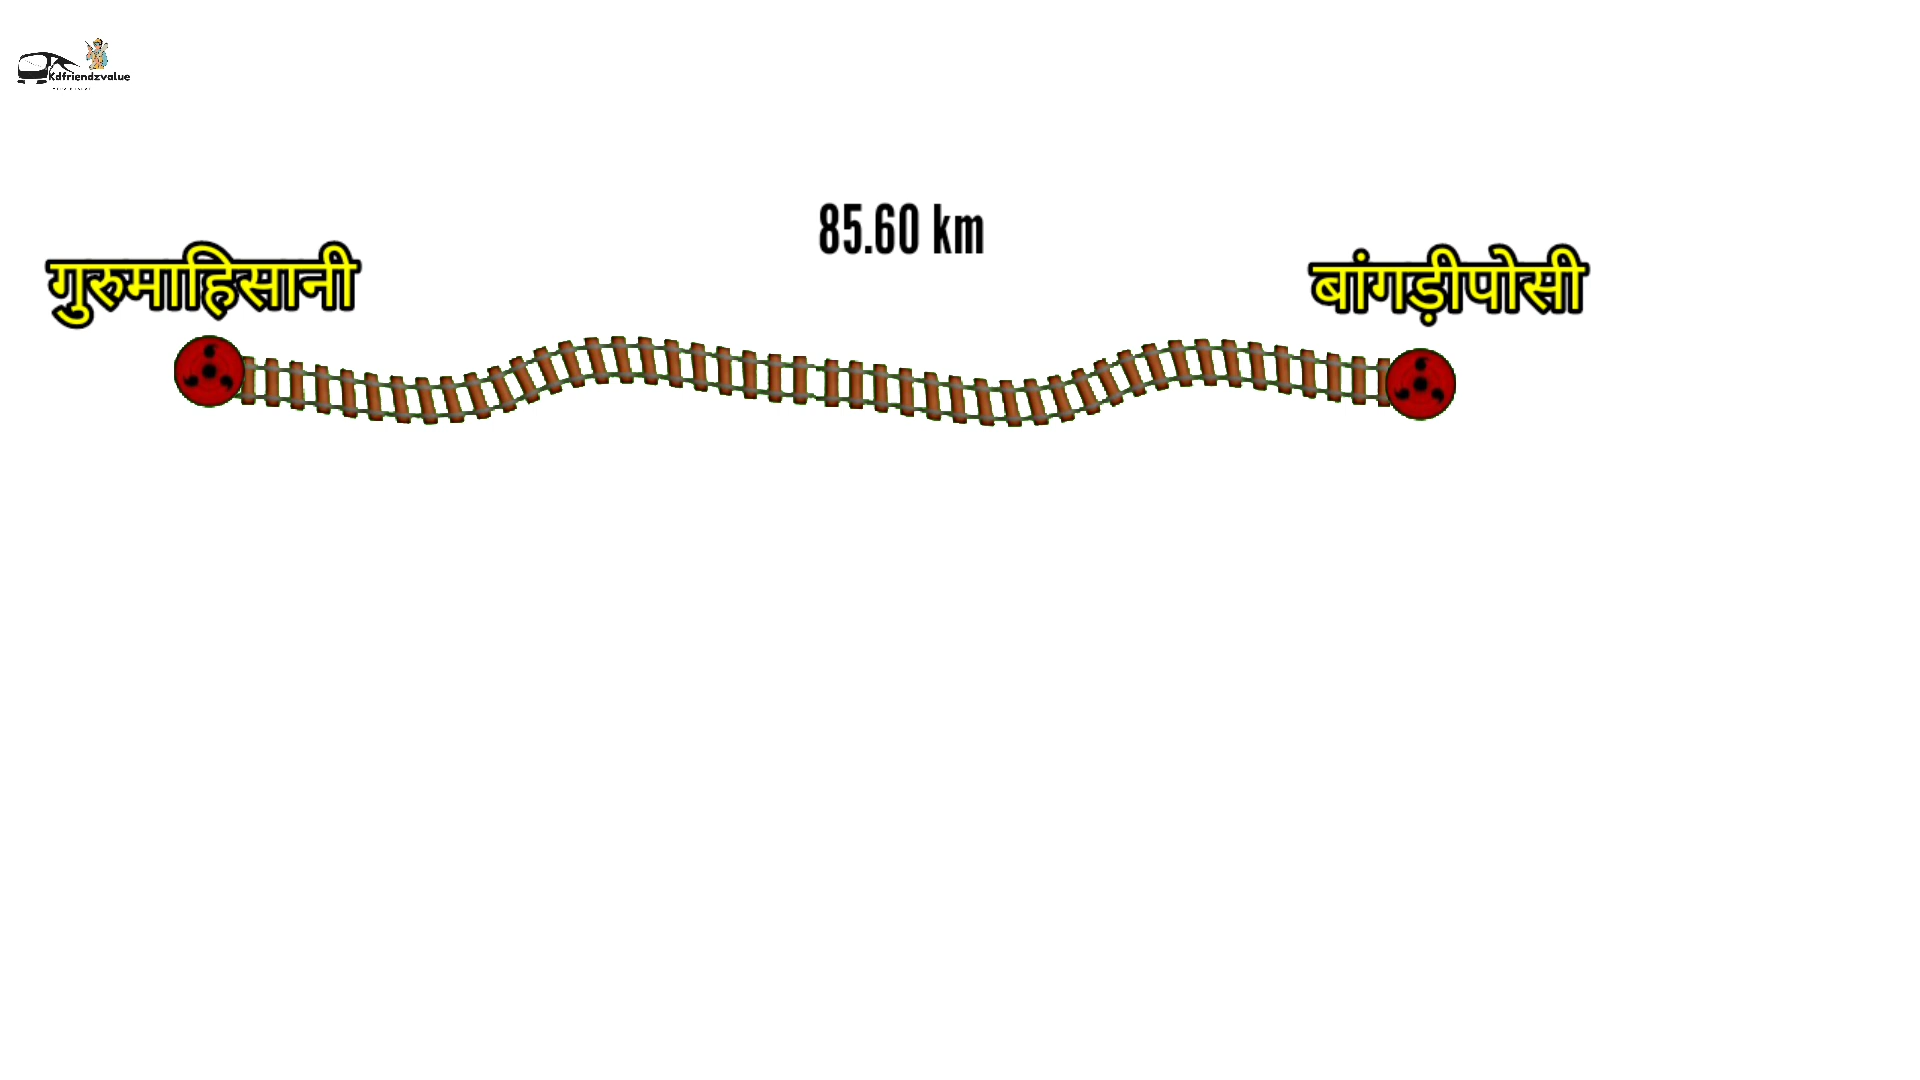 Kdfriendzvalue
85.60 km
गुरुमाहिसानी
बांगड़ीपोसी